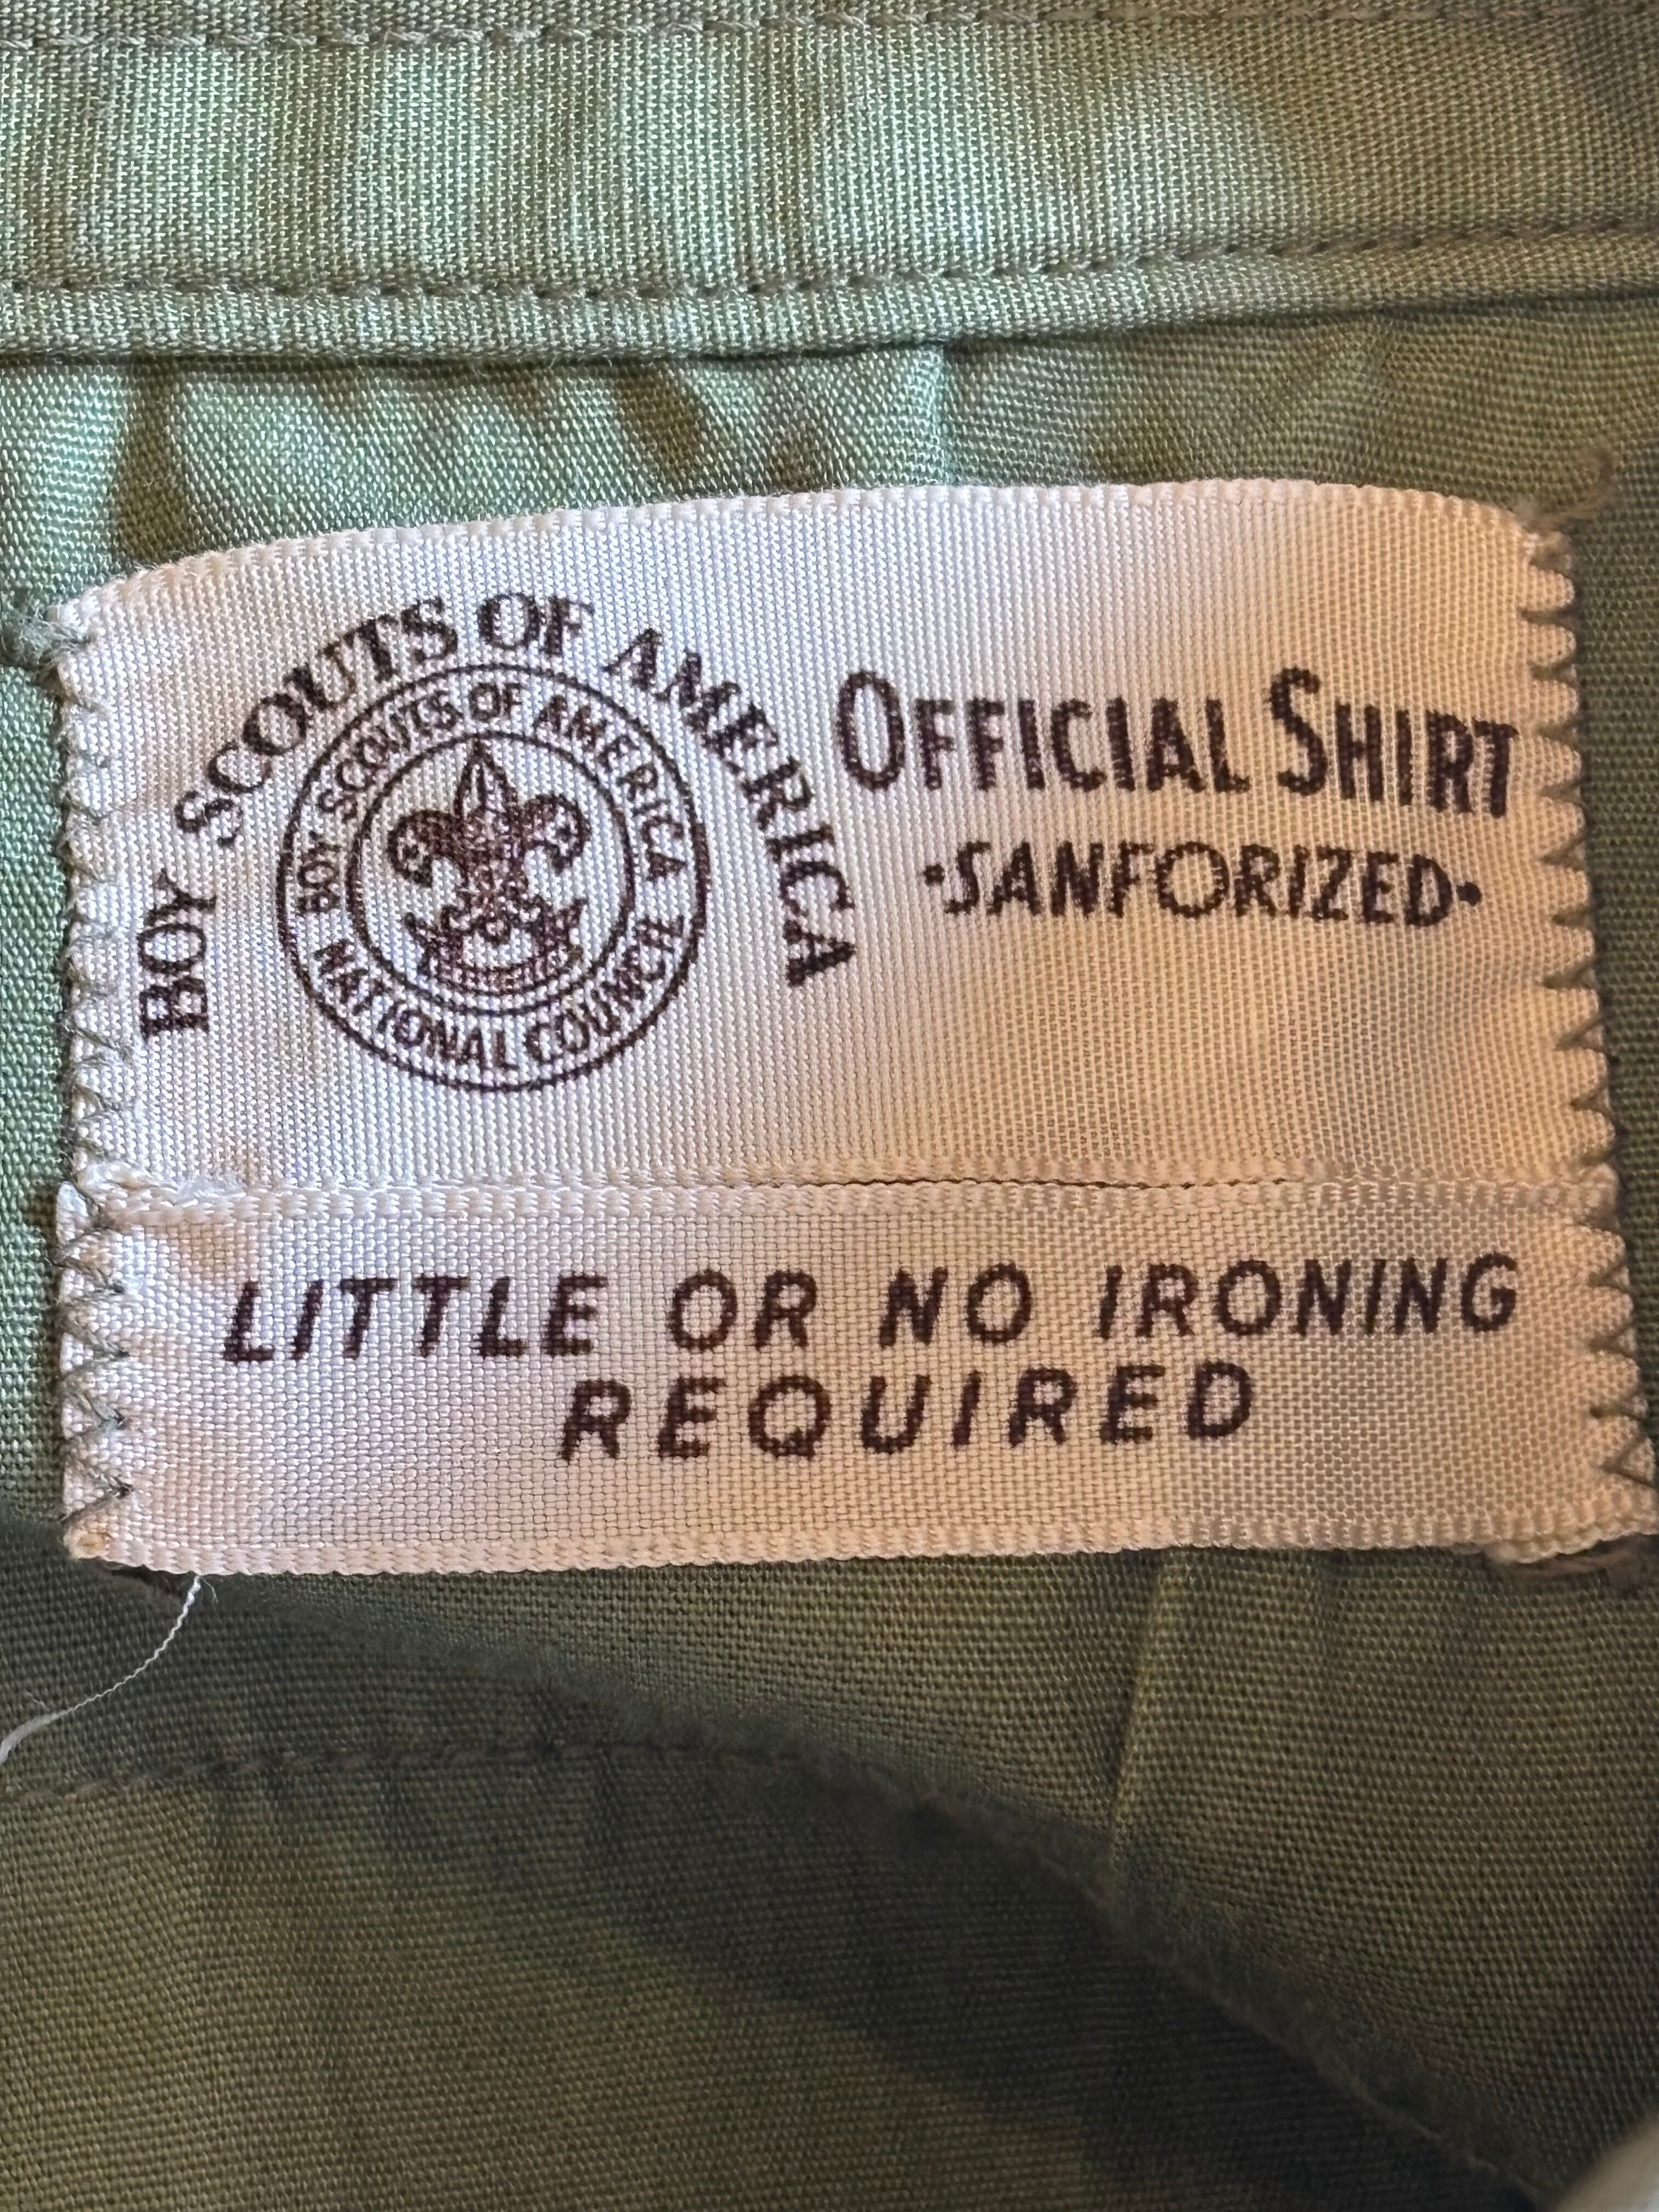 BOY SCOUTS OF AMERICA
BOY SCOUTS OF AMERICA
NATIONAL COUNCIL
OFFICIAL SHIRT
·SANFORIZED·
LITTLE OR NO IRONING
REQUIRED